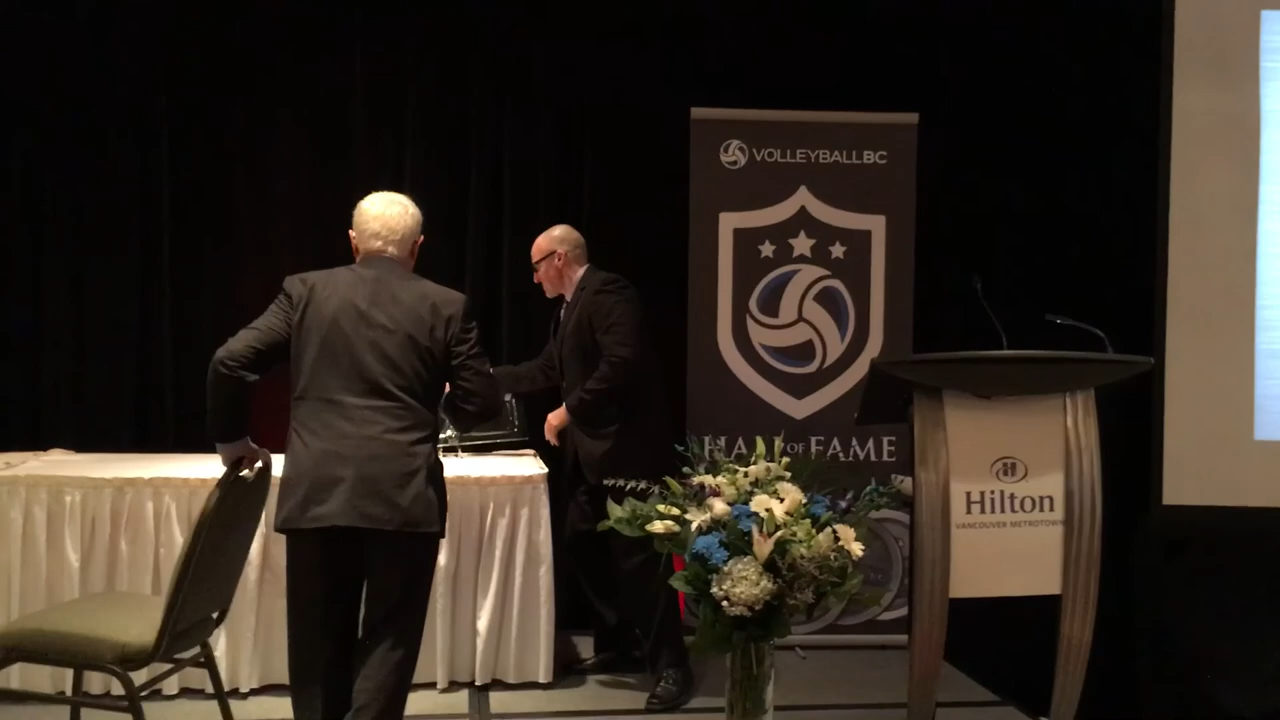 VOLLEYBALLBC
HALL OF FAME
H
Hilton
VANCOUVER METROTOWN